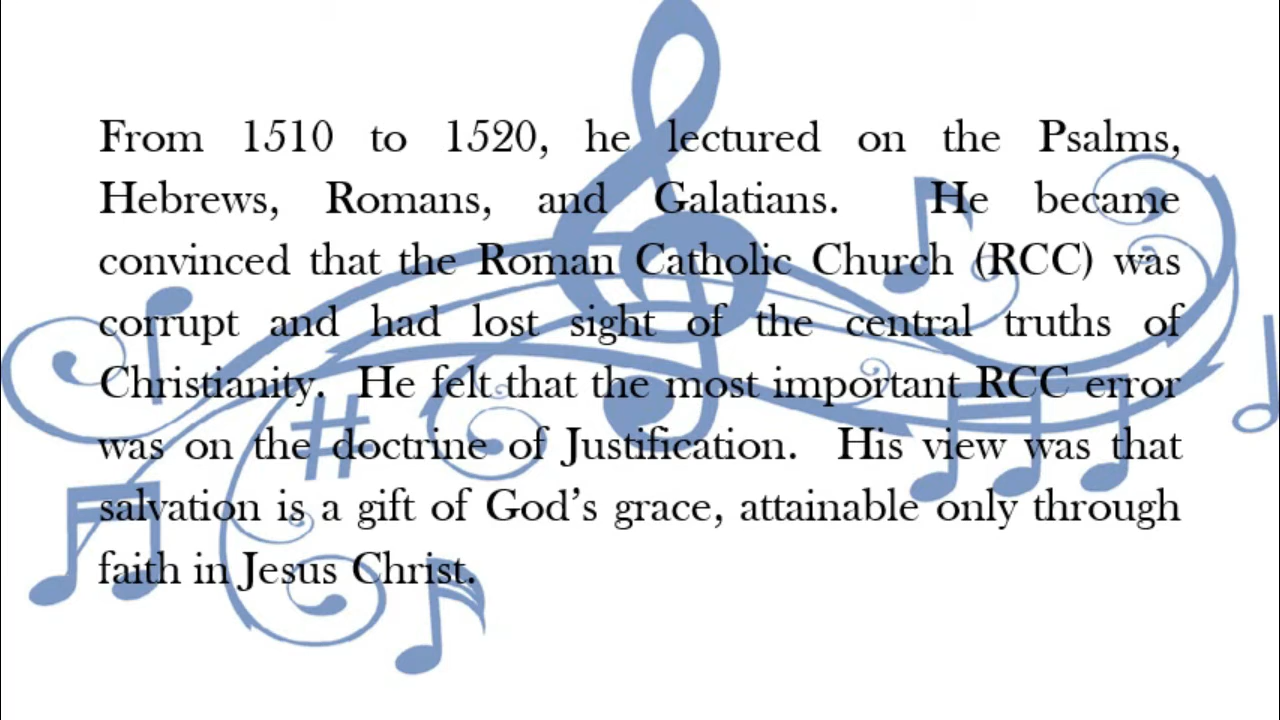 From 1510 to 1520, he lectured on the Psalms,
Hebrews, Romans, and Galatians. He became
convinced that the Roman Catholic Church (RCC) was
corrupt and had lost sight of the central truths of
Christianity. He felt that the most important RCC error
was on the doctrine of Justification. His view was that
salvation is a gift of God’s grace, attainable only through
faith in Jesus Christ.